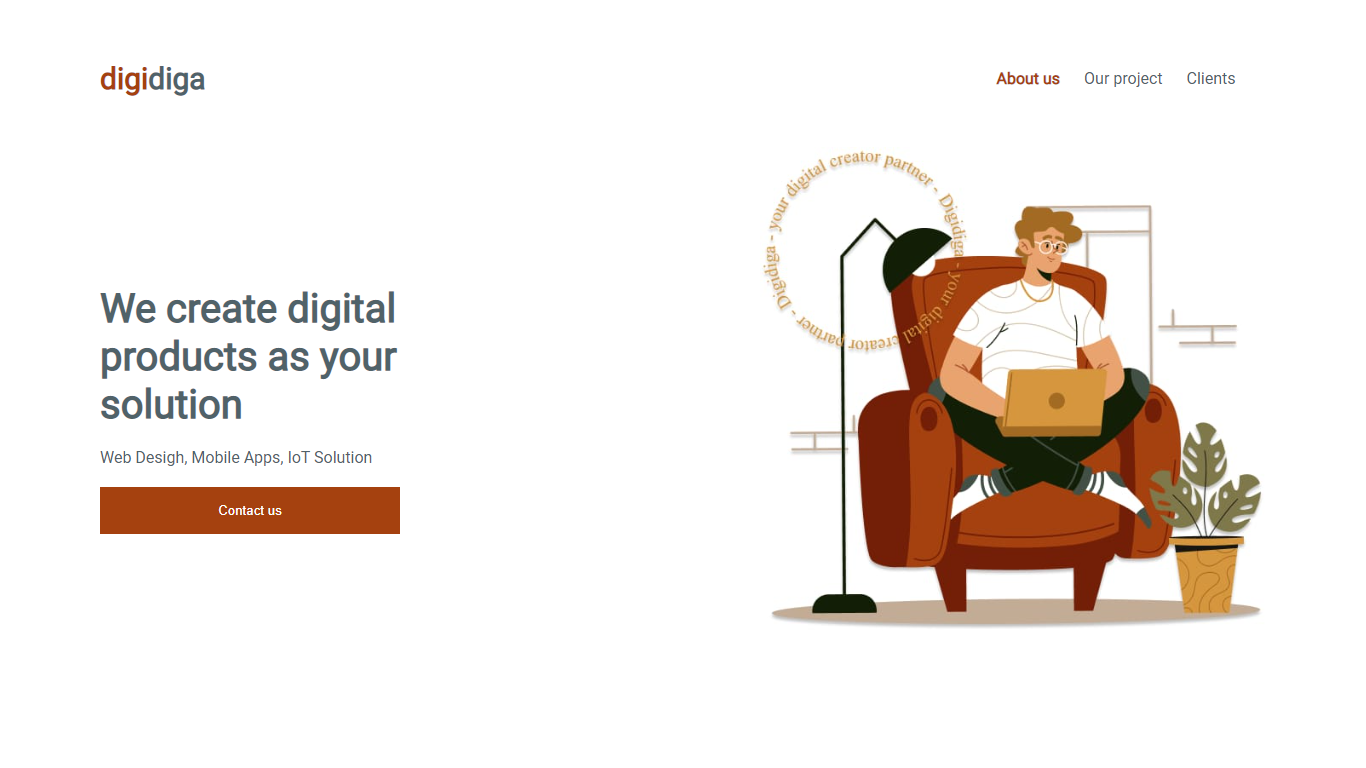 digidiga
About us
Our project
Clients
Digidiga - your digital creator partner - Digidiga - your digital creator partner -
We create digital
products as your
solution
Web Desigh, Mobile Apps, IoT Solution
Contact us